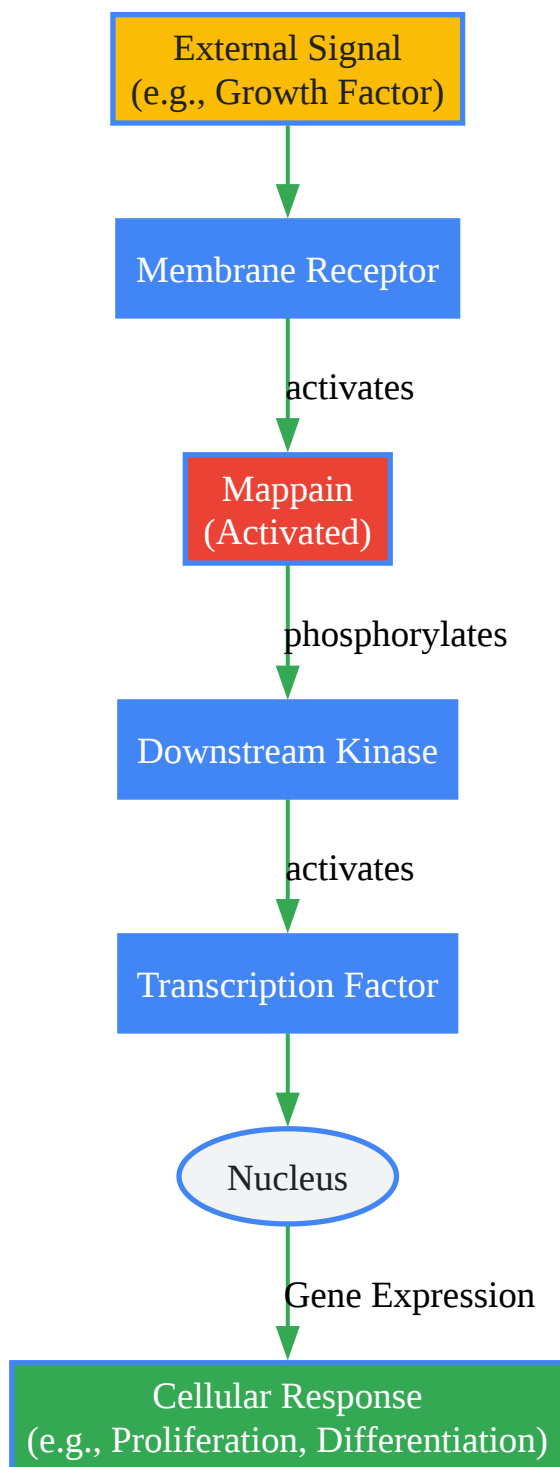 External Signal
(e.g., Growth Factor)
Membrane Receptor
activates
Mappain
(Activated)
phosphorylates
Downstream Kinase
activates
Transcription Factor
Nucleus
Gene Expression
Cellular Response
(e.g., Proliferation, Differentiation)